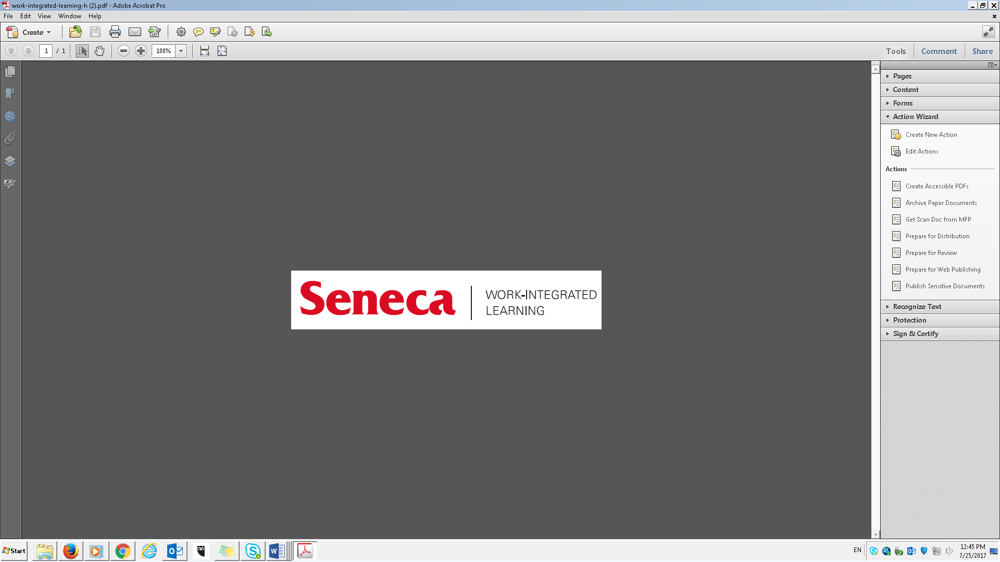 work-integrated-learning-h (2).pdf - Adobe Acrobat Pro
File Edit View Window Help
Create
1 / 1 100% Tools Comment Share
Pages
Content
Forms
Action Wizard
Create New Action
Edit Actions
Actions
Create Accessible PDFs
Archive Paper Documents
Get Scan Doc from MFP
Prepare for Distribution
Prepare for Review
Prepare for Web Publishing
Publish Sensitive Documents
Recognize Text
Protection
Sign & Certify
Seneca
WORK-INTEGRATED
LEARNING
Start
EN
12:45 PM
7/25/2017